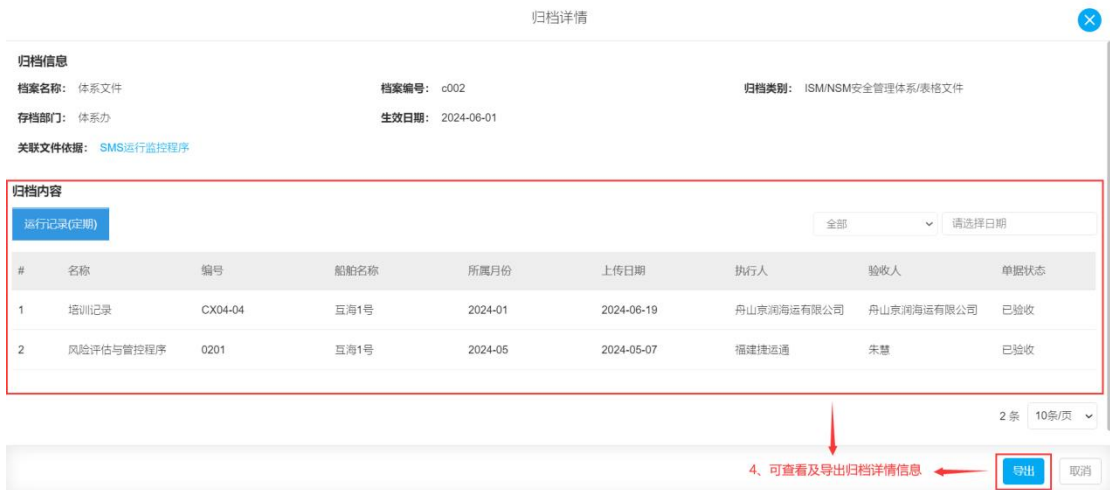 归档详情
归档信息
档案名称： 体系文件 档案编号： c002 归档类别： ISM/NSM安全管理体系/表格文件
存档部门： 体系办 生效日期： 2024-06-01
关联文件依据： SMS运行监控程序
归档内容
运行记录(定期) 全部 请选择日期
# 名称 编号 船舶名称 所属月份 上传日期 执行人 验收人 单据状态
1 培训记录 CX04-04 互海1号 2024-01 2024-06-19 舟山京润海运有限公司 舟山京润海运有限公司 已验收
2 风险评估与管控程序 0201 互海1号 2024-05 2024-05-07 福建捷运通 朱慧 已验收
2 条 10条/页
4、可查看及导出归档详情信息 导出 取消